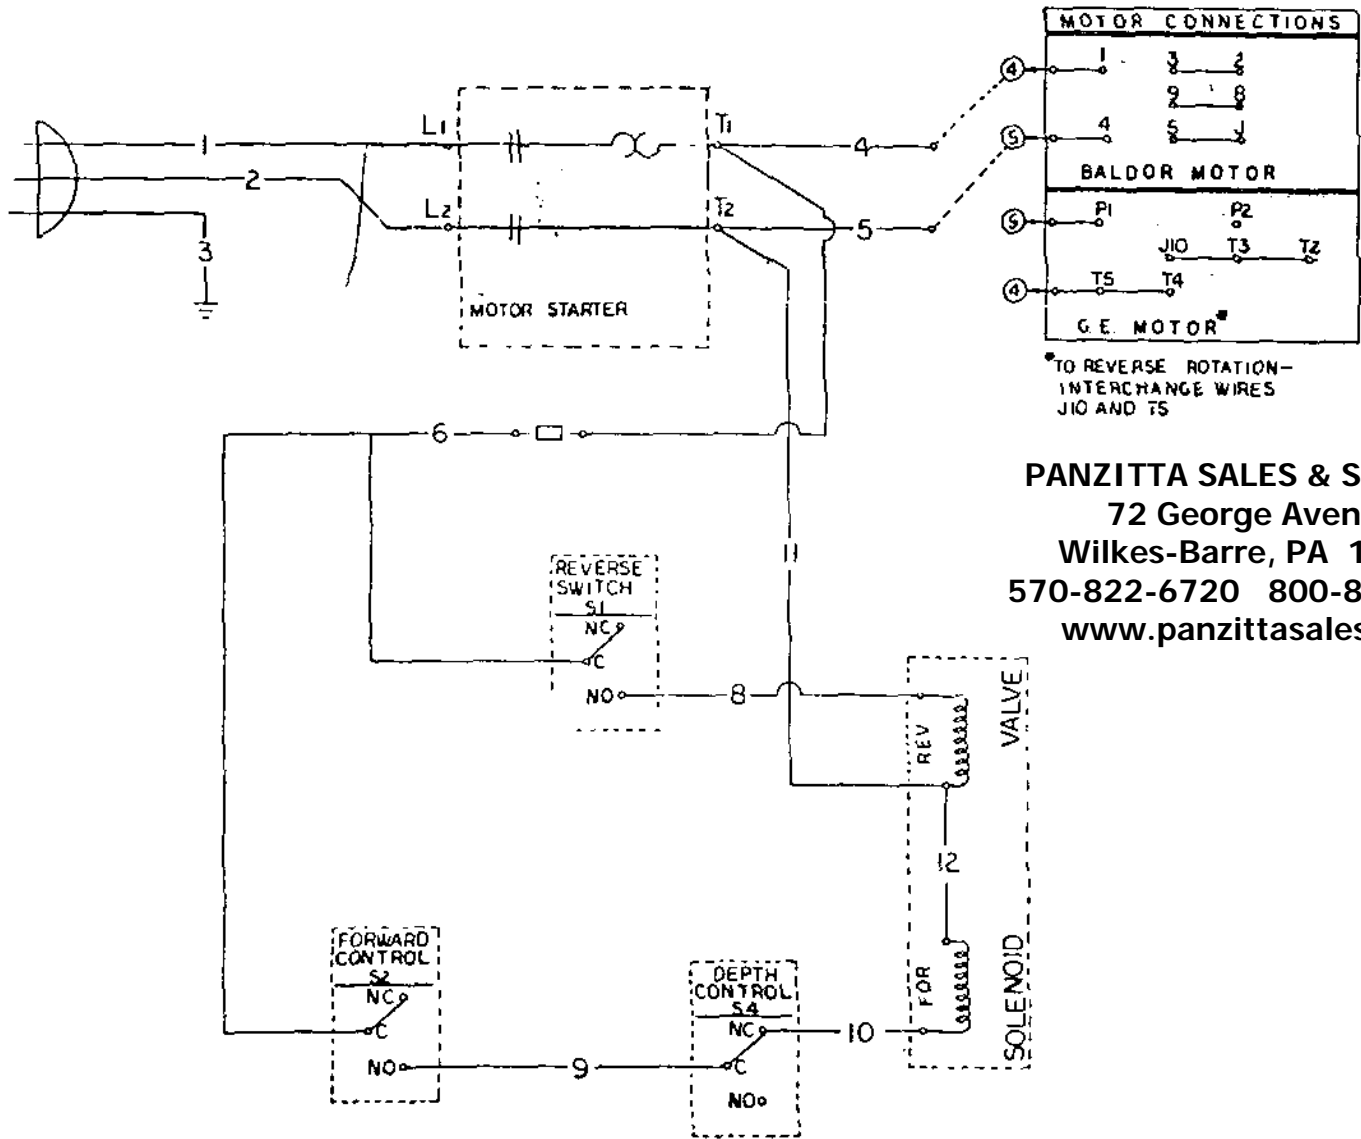 MOTOR CONNECTIONS
4 1 3 2
9 8
5 4 5 J
BALDOR MOTOR
5 P1 P2
J10 T3 T2
4 T5 T4
G.E. MOTOR*
*TO REVERSE ROTATION-
INTERCHANGE WIRES
J10 AND T5
1 L1 T1 4
2 L2 T2 5
3
MOTOR STARTER
6
PANZITTA SALES & S
72 George Aven
Wilkes-Barre, PA 1
570-822-6720 800-8
www.panzittasales
11
REVERSE
SWITCH
S1
NC
C
NO 8
REV
VALVE
12
FORWARD
CONTROL
S2
NC
C
NO 9
DEPTH
CONTROL
S4
NC 10
C
NO
FOR
SOLENOID